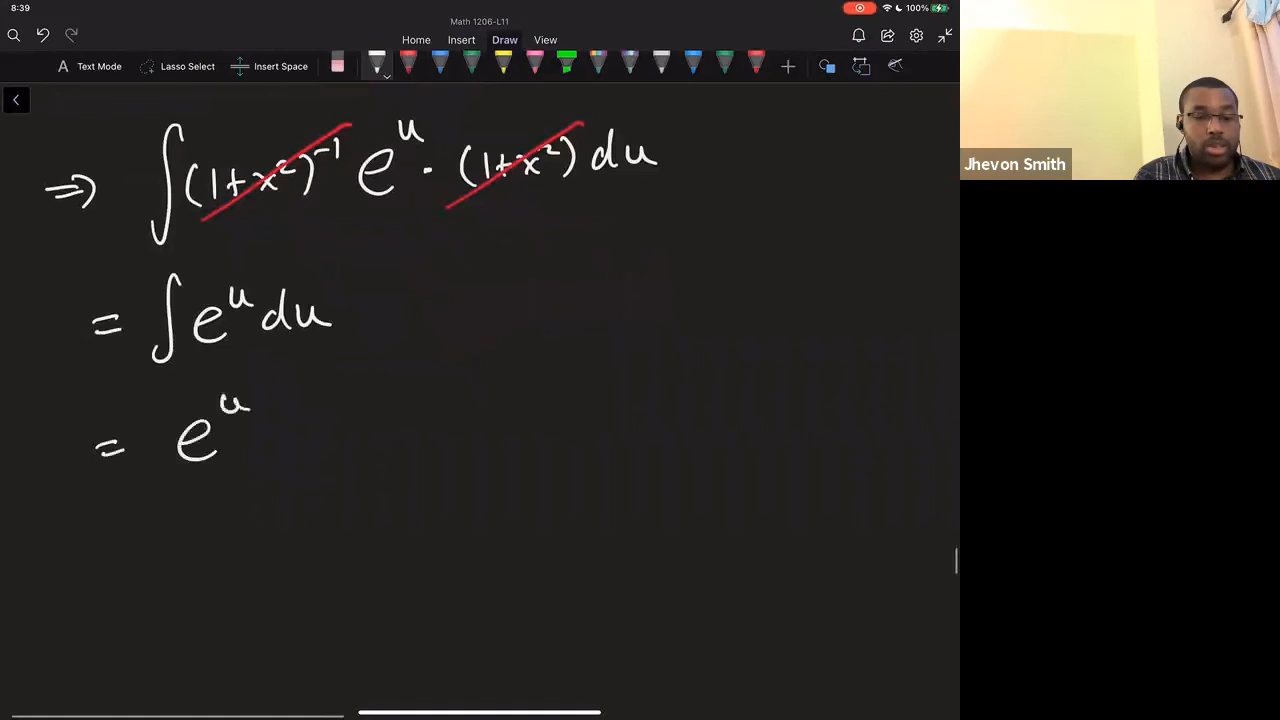 8:39
100%
Math 1206-L11
Home Insert Draw View
Text Mode Lasso Select Insert Space
⇒ ∫ (1+x²)⁻¹ eᵘ · (1+x²) du
= ∫ eᵘ du
= eᵘ
Jhevon Smith